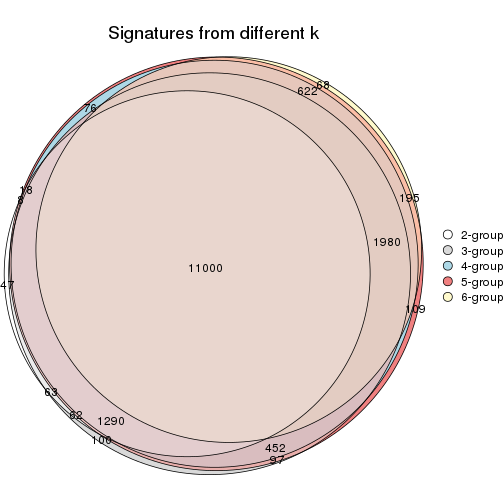 Signatures from different k
68
622
76
18
8
195
1980
2-group
3-group
4-group
5-group
6-group
11000
47
109
63
62
1290
100
452
97